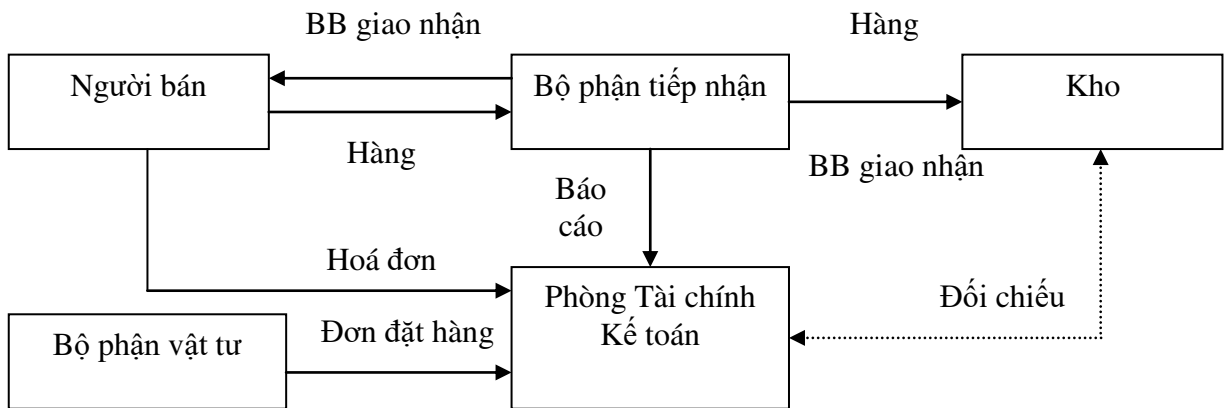 BB giao nhận
Hàng
Người bán
Bộ phận tiếp nhận
Kho
Hàng
BB giao nhận
Báo
cáo
Hoá đơn
Phòng Tài chính
Kế toán
Đối chiếu
Bộ phận vật tư
Đơn đặt hàng